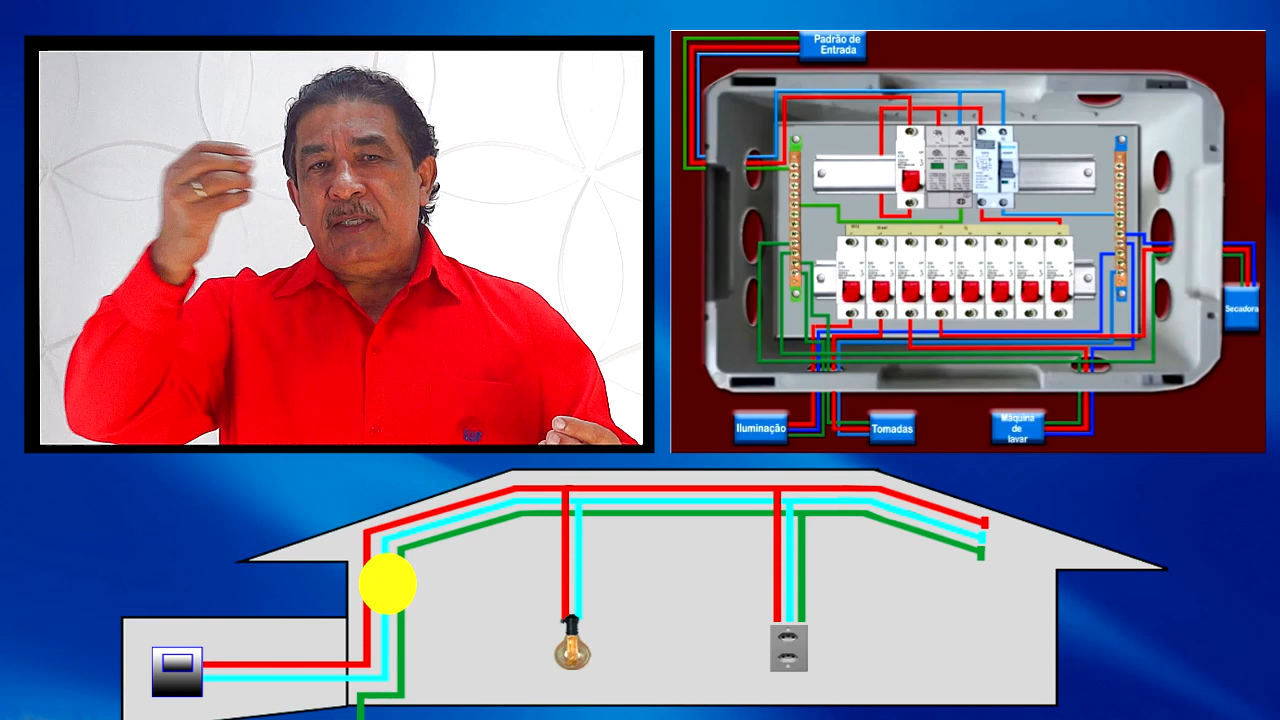 Padrão de
Entrada
Secadora
Iluminação
Tomadas
Máquina
de
lavar